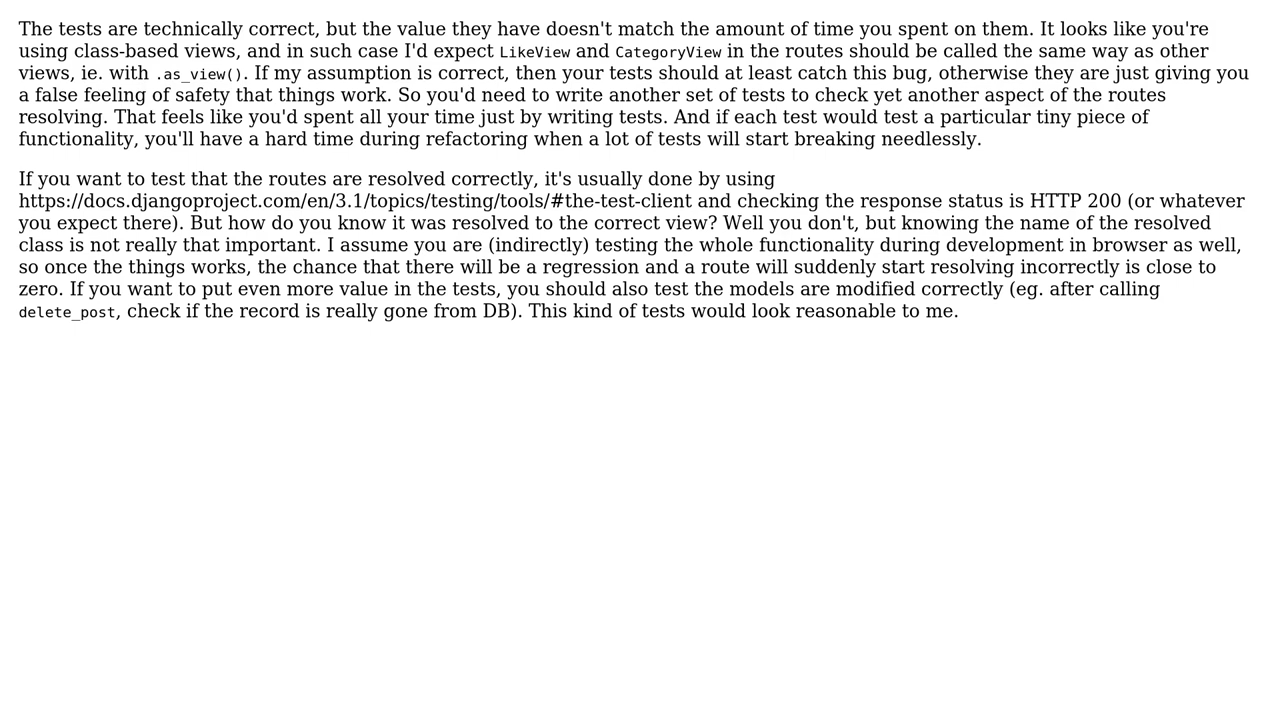 The tests are technically correct, but the value they have doesn't match the amount of time you spent on them. It looks like you're
using class-based views, and in such case I'd expect LikeView and CategoryView in the routes should be called the same way as other
views, ie. with .as_view(). If my assumption is correct, then your tests should at least catch this bug, otherwise they are just giving you
a false feeling of safety that things work. So you'd need to write another set of tests to check yet another aspect of the routes
resolving. That feels like you'd spent all your time just by writing tests. And if each test would test a particular tiny piece of
functionality, you'll have a hard time during refactoring when a lot of tests will start breaking needlessly.
If you want to test that the routes are resolved correctly, it's usually done by using
https://docs.djangoproject.com/en/3.1/topics/testing/tools/#the-test-client and checking the response status is HTTP 200 (or whatever
you expect there). But how do you know it was resolved to the correct view? Well you don't, but knowing the name of the resolved
class is not really that important. I assume you are (indirectly) testing the whole functionality during development in browser as well,
so once the things works, the chance that there will be a regression and a route will suddenly start resolving incorrectly is close to
zero. If you want to put even more value in the tests, you should also test the models are modified correctly (eg. after calling
delete_post, check if the record is really gone from DB). This kind of tests would look reasonable to me.